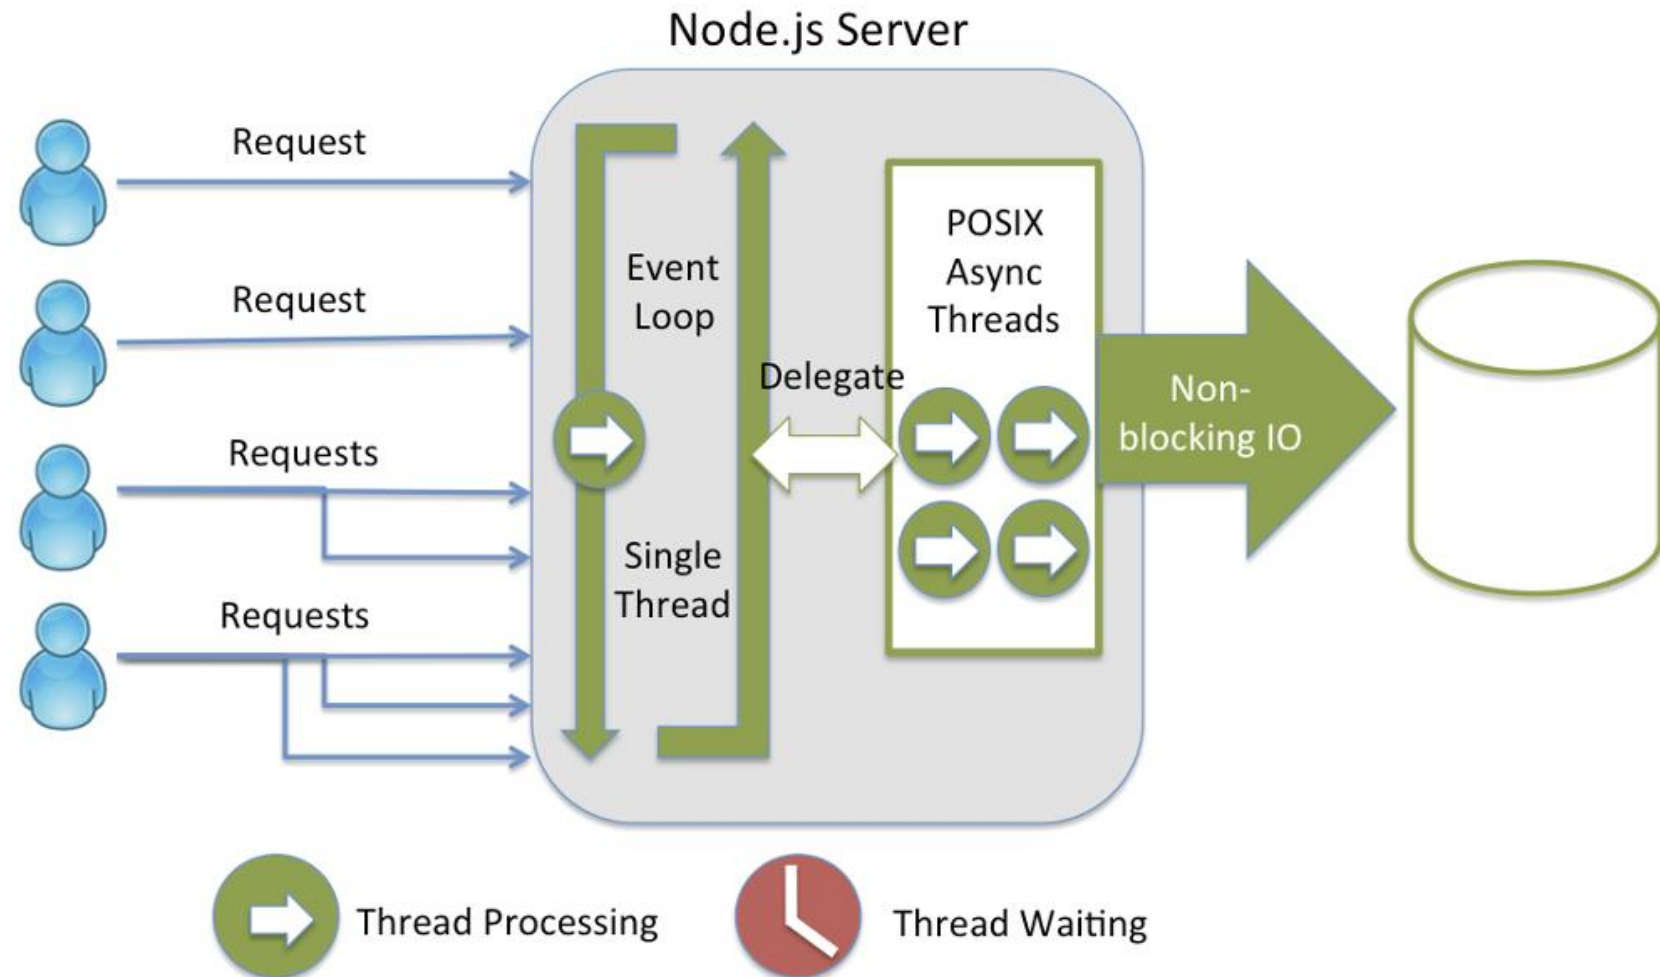 Node.js Server
Request
Request
Requests
Requests
Event
Loop
Single
Thread
Delegate
POSIX
Async
Threads
Non-
blocking IO
Thread Processing
Thread Waiting